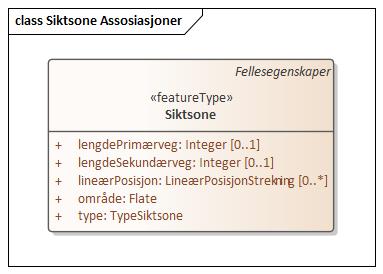 class Siktsone Assosiasjoner
Fellesegenskaper
«featureType»
Siktsone
+ lengdePrimærveg: Integer [0..1]
+ lengdeSekundærveg: Integer [0..1]
+ lineærPosisjon: LineærPosisjonStrekning [0..*]
+ område: Flate
+ type: TypeSiktsone